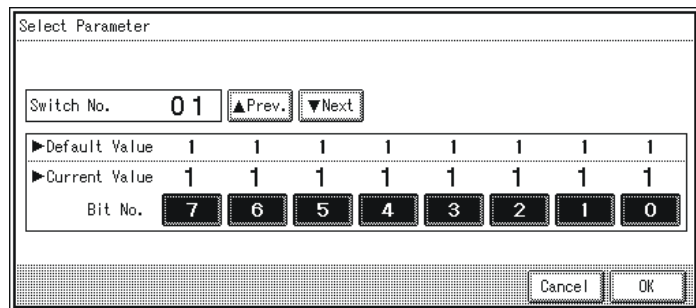 Select Parameter
Switch No. 01 ▲Prev. ▼Next
▶Default Value 1 1 1 1 1 1 1 1
▶Current Value 1 1 1 1 1 1 1 1
Bit No. 7 6 5 4 3 2 1 0
Cancel OK